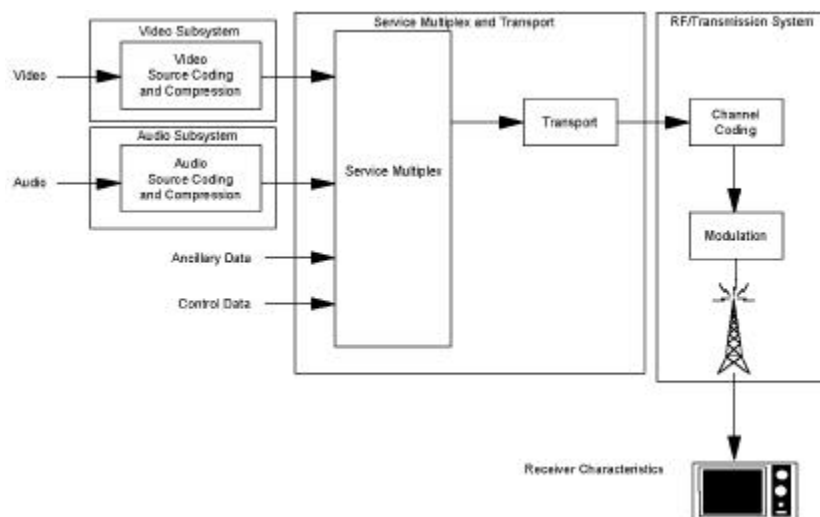 Video Subsystem
Service Multiplex and Transport
RF/Transmission System
Video
Video
Source Coding
and Compression
Audio Subsystem
Audio
Audio
Source Coding
and Compression
Ancillary Data
Control Data
Service Multiplex
Transport
Channel
Coding
Modulation
Receiver Characteristics